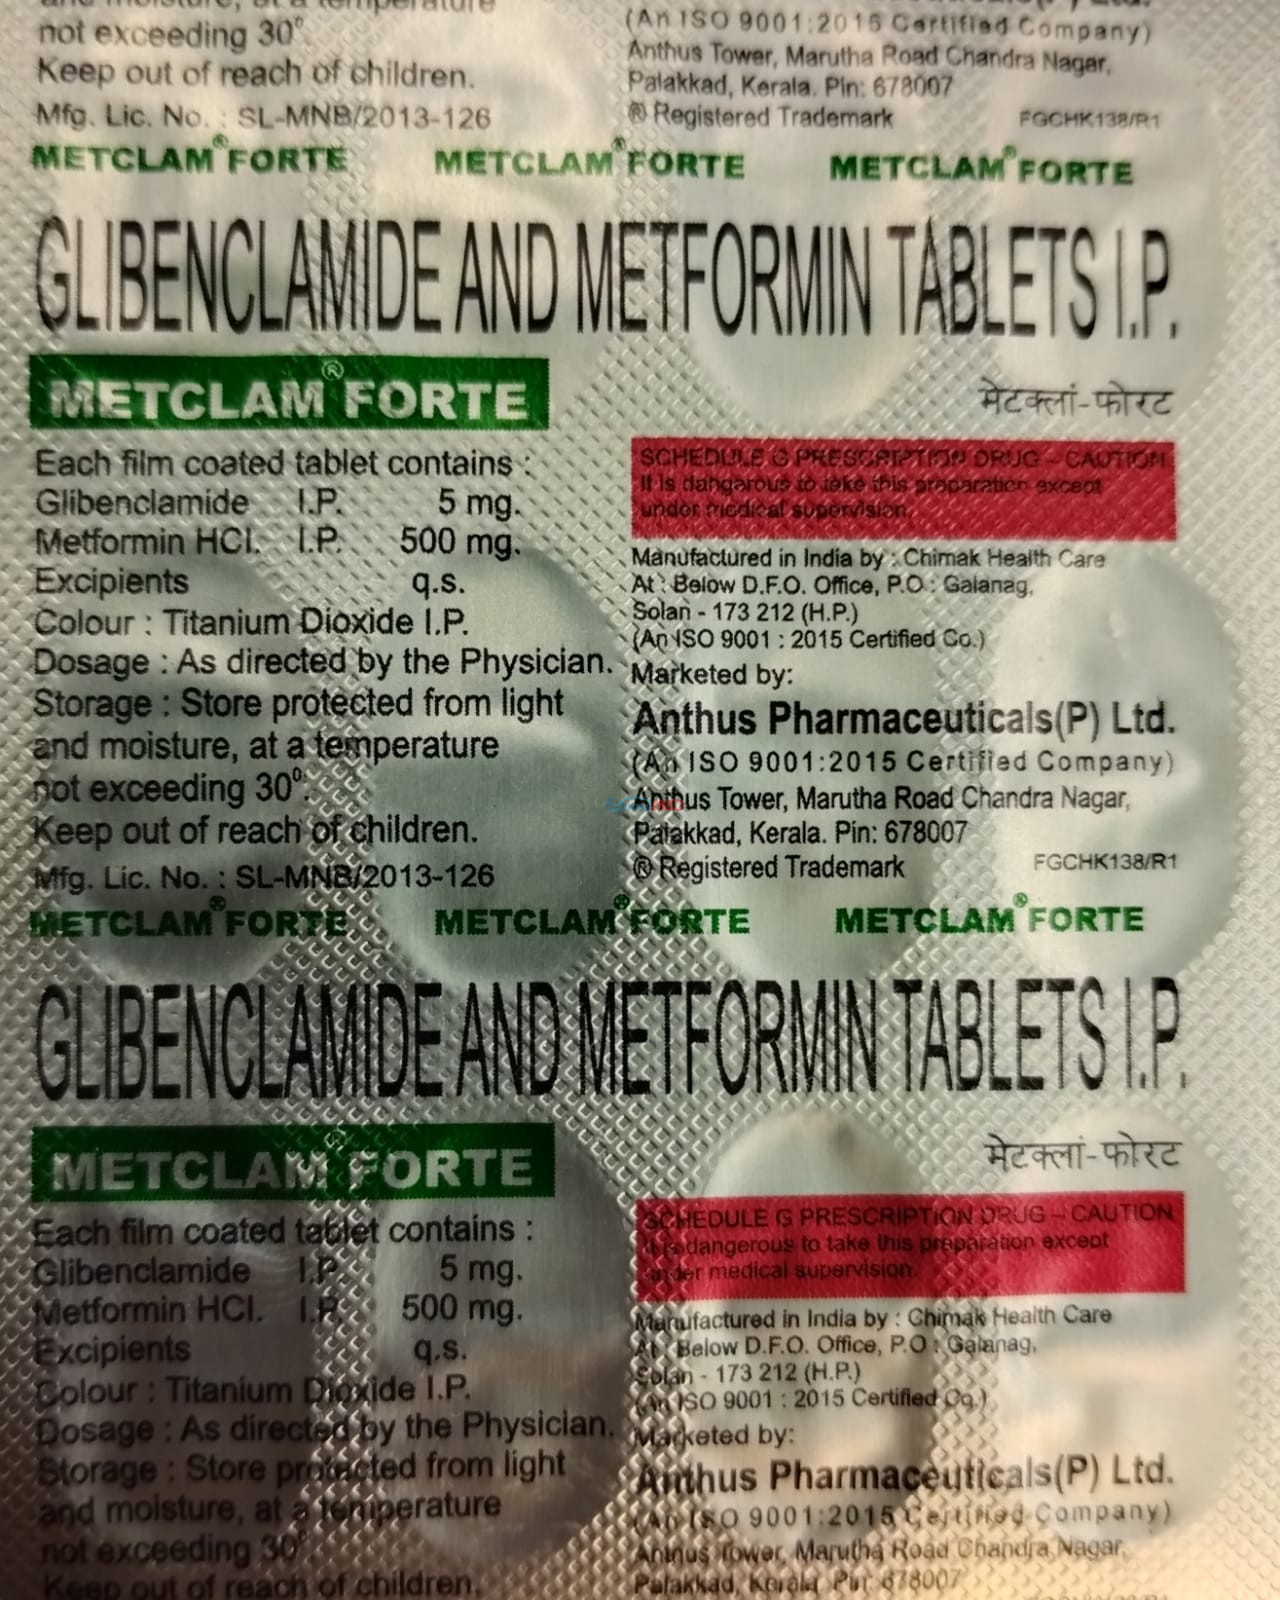 not exceeding 30⁰.
Keep out of reach of children.
Mfg. Lic. No. : SL-MNB/2013-126
(An ISO 9001:2015 Certified Company)
Anthus Tower, Marutha Road Chandra Nagar,
Palakkad, Kerala. Pin: 678007
® Registered Trademark FGCHK138/R1
METCLAM® FORTE METCLAM® FORTE METCLAM® FORTE
GLIBENCLAMIDE AND METFORMIN TABLETS I.P.
METCLAM® FORTE
मेटक्लां-फोरट
Each film coated tablet contains :
Glibenclamide I.P. 5 mg.
Metformin HCl. I.P. 500 mg.
Excipients q.s.
Colour : Titanium Dioxide I.P.
Dosage : As directed by the Physician.
Storage : Store protected from light
and moisture, at a temperature
not exceeding 30⁰.
Keep out of reach of children.
Mfg. Lic. No. : SL-MNB/2013-126
SCHEDULE G PRESCRIPTION DRUG – CAUTION
It is dangerous to take this preparation except
under medical supervision.
Manufactured in India by : Chimak Health Care
At : Below D.F.O. Office, P.O : Galanag,
Solan - 173 212 (H.P.)
(An ISO 9001 : 2015 Certified Co.)
Marketed by:
Anthus Pharmaceuticals(P) Ltd.
(An ISO 9001:2015 Certified Company)
Anthus Tower, Marutha Road Chandra Nagar,
Palakkad, Kerala. Pin: 678007
® Registered Trademark FGCHK138/R1
METCLAM® FORTE METCLAM® FORTE METCLAM® FORTE
GLIBENCLAMIDE AND METFORMIN TABLETS I.P.
METCLAM® FORTE
मेटक्लां-फोरट
Each film coated tablet contains :
Glibenclamide I.P. 5 mg.
Metformin HCl. I.P. 500 mg.
Excipients q.s.
Colour : Titanium Dioxide I.P.
Dosage : As directed by the Physician.
Storage : Store protected from light
and moisture, at a temperature
not exceeding 30⁰
Keep out of reach of children.
SCHEDULE G PRESCRIPTION DRUG – CAUTION
It is dangerous to take this preparation except
under medical supervision.
Manufactured in India by : Chimak Health Care
At : Below D.F.O. Office, P.O : Galanag,
Solan - 173 212 (H.P.)
(An ISO 9001 : 2015 Certified Co.)
Marketed by:
Anthus Pharmaceuticals(P) Ltd.
(An ISO 9001:2015 Certified Company)
Anthus Tower, Marutha Road Chandra Nagar,
Palakkad, Kerala. Pin: 678007